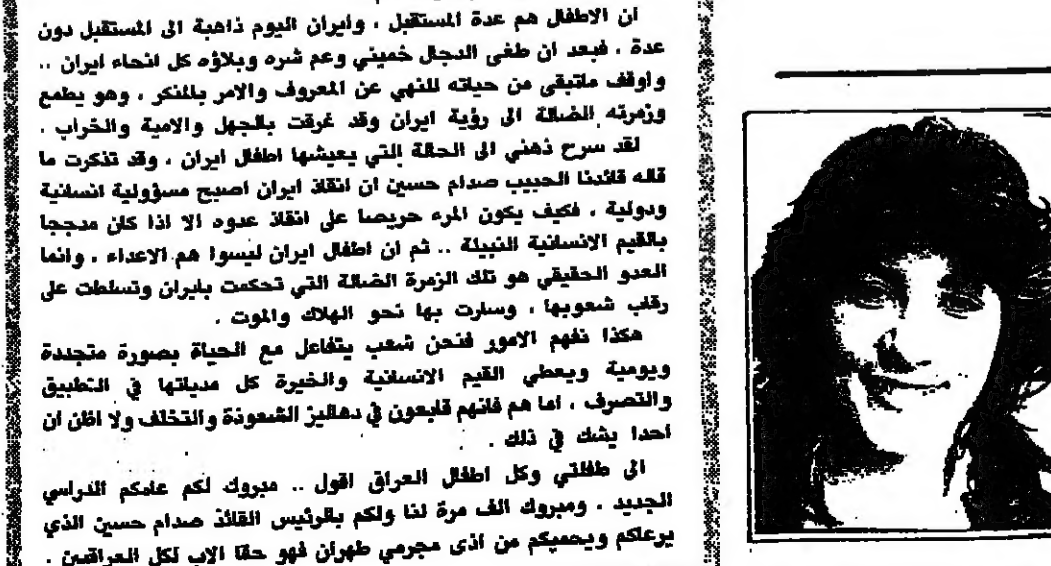 ان الاطفال هم عدة المستقبل ، وايران اليوم ذاهبة الى المستقبل دون
عدة ، فبعد ان طغى الدجال خميني وعم شره وبلاؤه كل انحاء ايران ..
واوقف ماتبقى من حياته للنهي عن المعروف والامر بالمنكر ، وهو يطمع
وزمرته الضالة الى رؤية ايران وقد غرقت بالجهل والامية والخراب .
لقد سرح ذهني الى الحالة التي يعيشها اطفال ايران ، وقد تذكرت ما
قاله قائدنا الحبيب صدام حسين ان انقاذ ايران اصبح مسؤولية انسانية
ودولية ، فكيف يكون المرء حريصا على انقاذ عدوه الا اذا كان مدججا
بالقيم الانسانية النبيلة .. ثم ان اطفال ايران ليسوا هم الاعداء ، وانما
العدو الحقيقي هو تلك الزمرة الضالة التي تحكمت بايران وتسلطت على
رقاب شعوبها ، وسارت بها نحو الهلاك والموت .
هكذا نفهم الامور فنحن شعب يتفاعل مع الحياة بصورة متجددة
ويومية ويعطي القيم الانسانية والخيرة كل مدياتها في التطبيق
والتصرف ، اما هم فانهم قابعون في دهاليز الشعوذة والتخلف ولا اظن ان
احدا يشك في ذلك .
الى طفلتي وكل اطفال العراق اقول .. مبروك لكم عامكم الدراسي
الجديد . ومبروك الف مرة لنا ولكم بالرئيس القائد صدام حسين الذي
يرعاكم ويحميكم من اذى مجرمي طهران فهو حقا الاب لكل العراقيين .